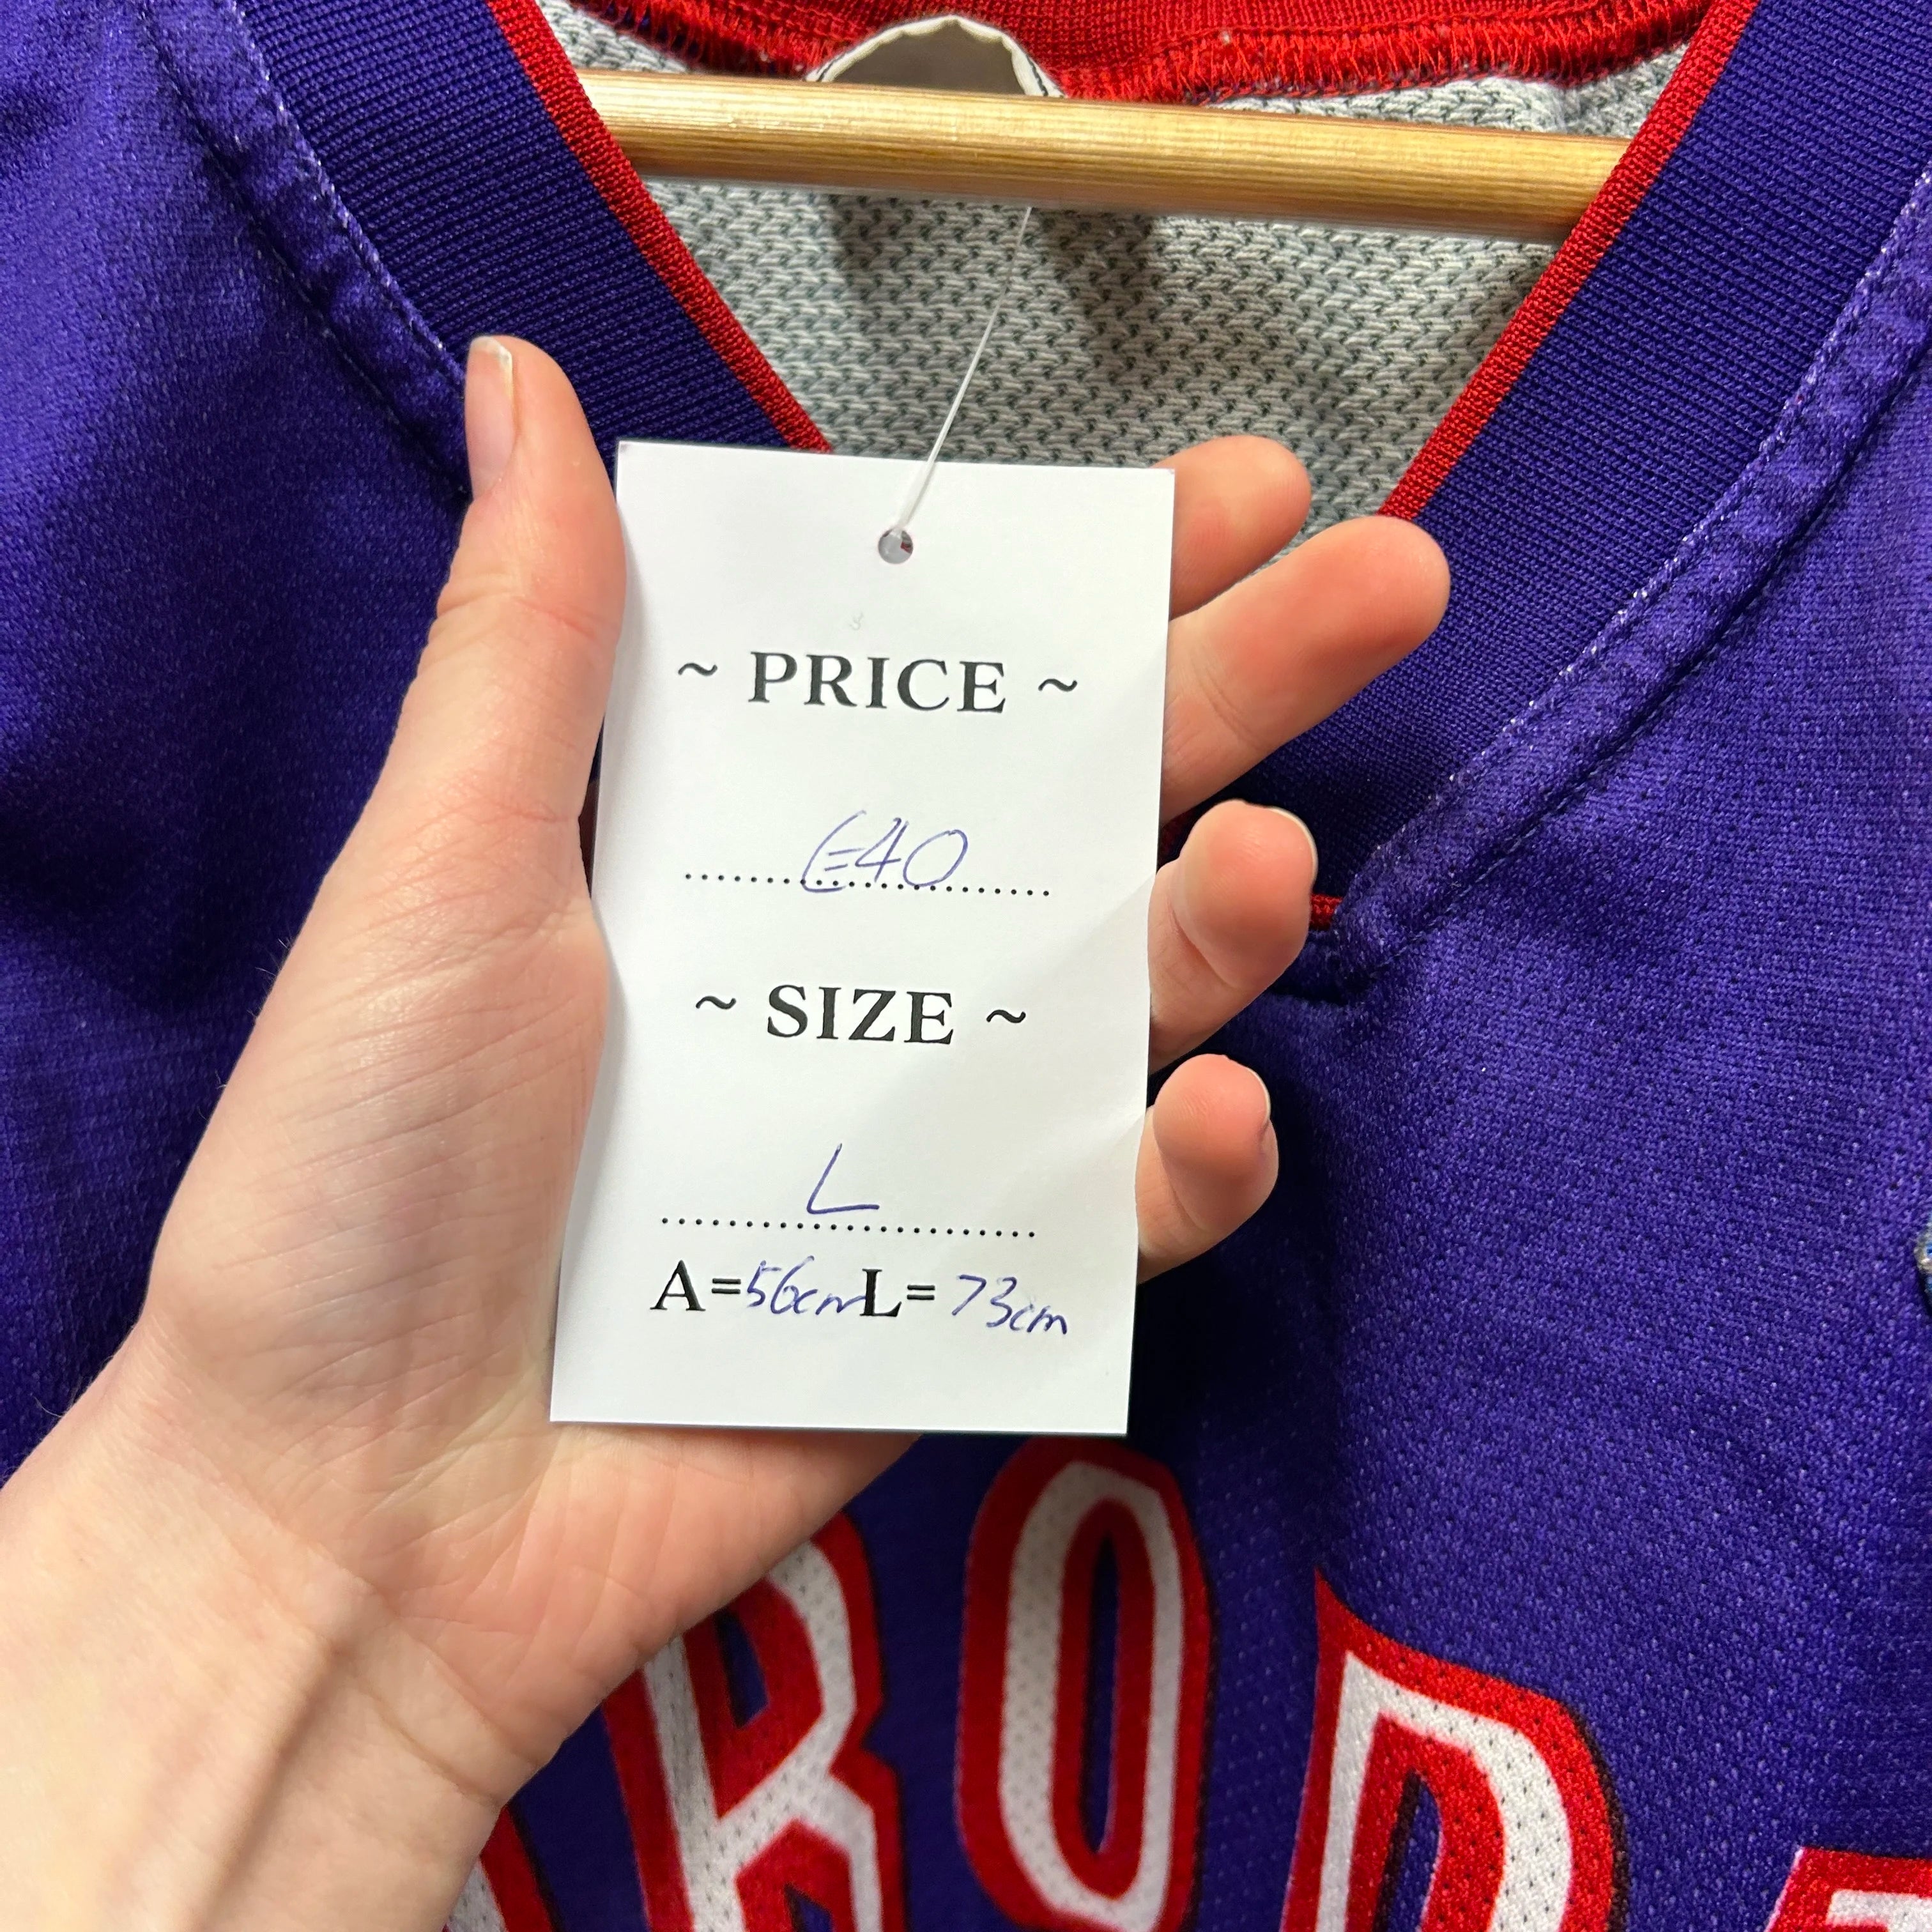 ~ PRICE ~
€40
~ SIZE ~
L
A=56cm L=73cm